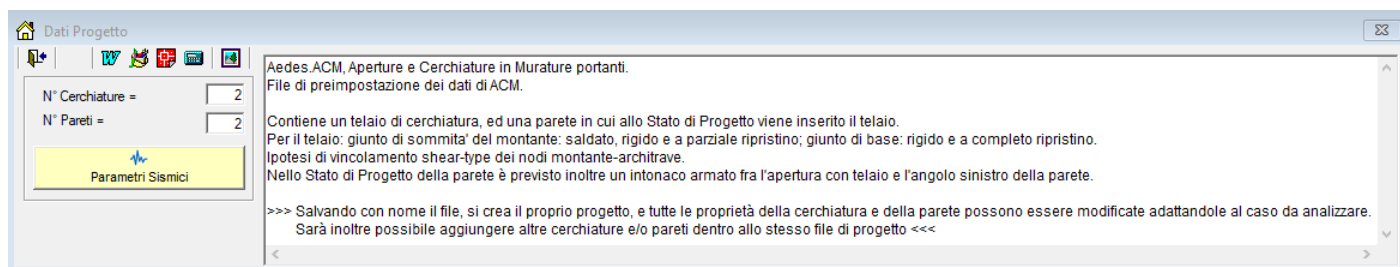 Dati Progetto
W
N° Cerchiature = 2
N° Pareti = 2
Parametri Sismici
Aedes.ACM, Aperture e Cerchiature in Murature portanti.
File di preimpostazione dei dati di ACM.
Contiene un telaio di cerchiatura, ed una parete in cui allo Stato di Progetto viene inserito il telaio.
Per il telaio: giunto di sommita' del montante: saldato, rigido e a parziale ripristino; giunto di base: rigido e a completo ripristino.
Ipotesi di vincolamento shear-type dei nodi montante-architrave.
Nello Stato di Progetto della parete è previsto inoltre un intonaco armato fra l'apertura con telaio e l'angolo sinistro della parete.
>>> Salvando con nome il file, si crea il proprio progetto, e tutte le proprietà della cerchiatura e della parete possono essere modificate adattandole al caso da analizzare.
Sarà inoltre possibile aggiungere altre cerchiature e/o pareti dentro allo stesso file di progetto <<<